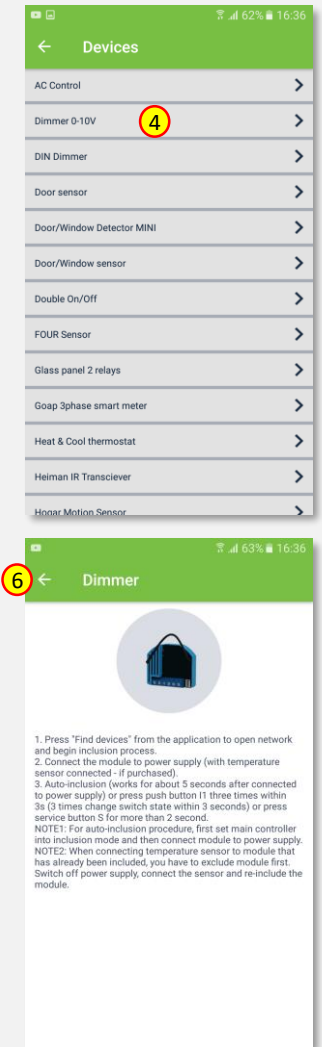 62% 16:36
Devices
AC Control
Dimmer 0-10V
4
DIN Dimmer
Door sensor
Door/Window Detector MINI
Door/Window sensor
Double On/Off
FOUR Sensor
Glass panel 2 relays
Goap 3phase smart meter
Heat & Cool thermostat
Heiman IR Transciever
Hogar Motion Sensor
63% 16:36
6
Dimmer
1. Press "Find devices" from the application to open network
and begin inclusion process.
2. Connect the module to power supply (with temperature
sensor connected - if purchased).
3. Auto-inclusion (works for about 5 seconds after connected
to power supply) or press push button I1 three times within
3s (3 times change switch state within 3 seconds) or press
service button S for more than 2 second.
NOTE1: For auto-inclusion procedure, first set main controller
into inclusion mode and then connect module to power supply.
NOTE2: When connecting temperature sensor to module that
has already been included, you have to exclude module first.
Switch off power supply, connect the sensor and re-include the
module.